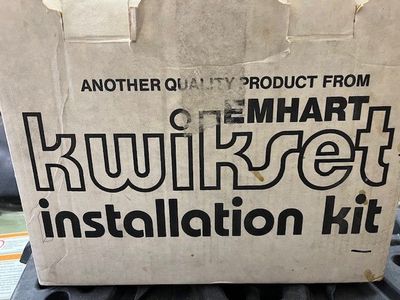 ANOTHER QUALITY PRODUCT FROM
EMHART
kwikset
installation kit